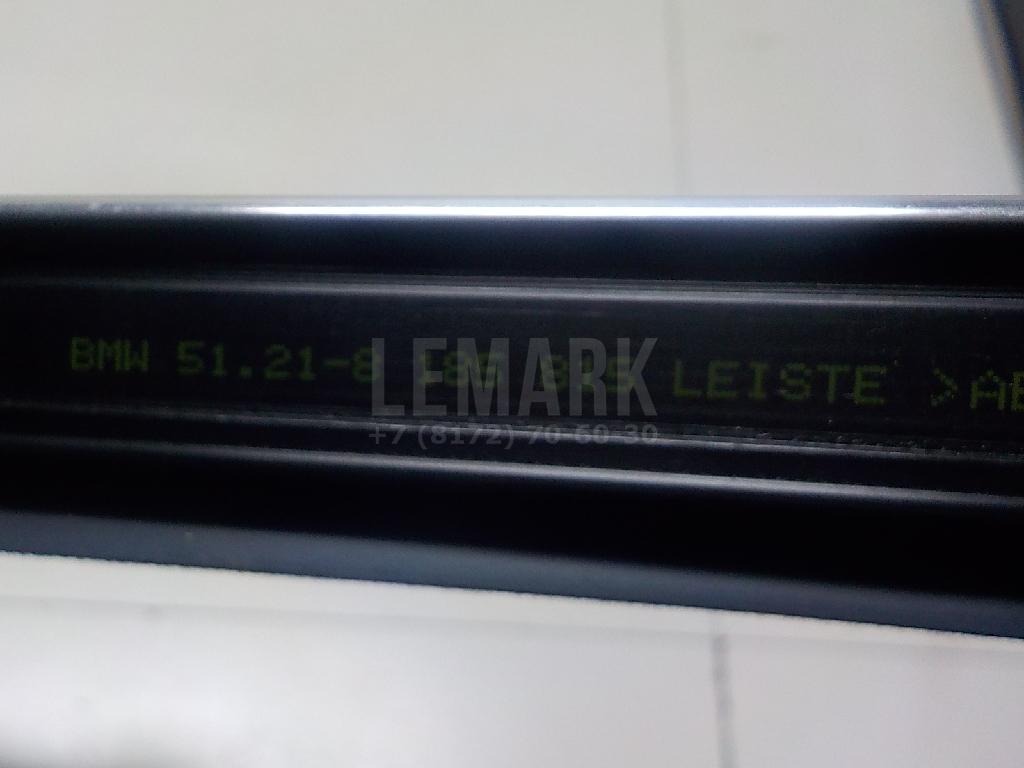 BMW 51.21-8 LEISTE
LEMARK
+7 (8172) 70-60-30